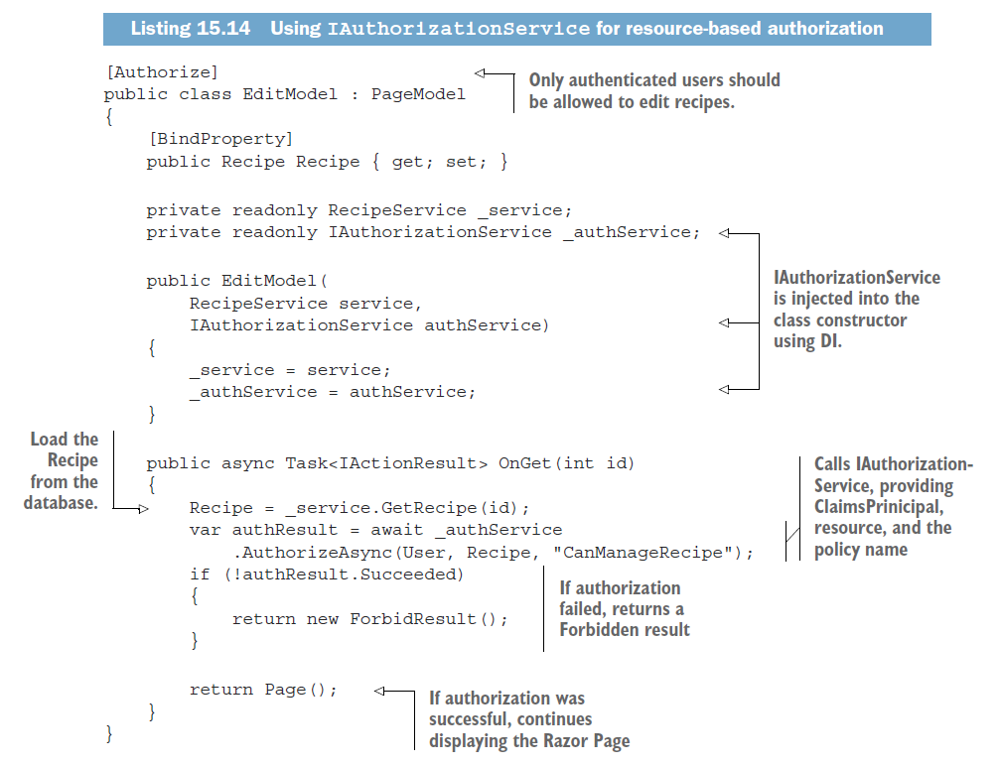 Listing 15.14 Using IAuthorizationService for resource-based authorization
[Authorize]
public class EditModel : PageModel
{
Only authenticated users should
be allowed to edit recipes.
[BindProperty]
public Recipe Recipe { get; set; }
private readonly RecipeService _service;
private readonly IAuthorizationService _authService;
public EditModel(
RecipeService service,
IAuthorizationService authService)
{
_service = service;
_authService = authService;
}
IAuthorizationService
is injected into the
class constructor
using DI.
Load the
Recipe
from the
database.
public async Task<IActionResult> OnGet(int id)
{
Recipe = _service.GetRecipe(id);
var authResult = await _authService
.AuthorizeAsync(User, Recipe, "CanManageRecipe");
Calls IAuthorization-
Service, providing
ClaimsPrinicipal,
resource, and the
policy name
if (!authResult.Succeeded)
{
return new ForbidResult();
}
If authorization
failed, returns a
Forbidden result
return Page();
}
}
If authorization was
successful, continues
displaying the Razor Page